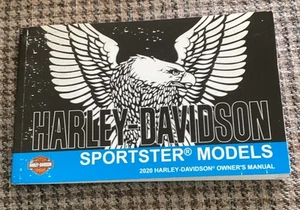 HARLEY-DAVIDSON
SPORTSTER® MODELS
2020 HARLEY-DAVIDSON® OWNER'S MANUAL